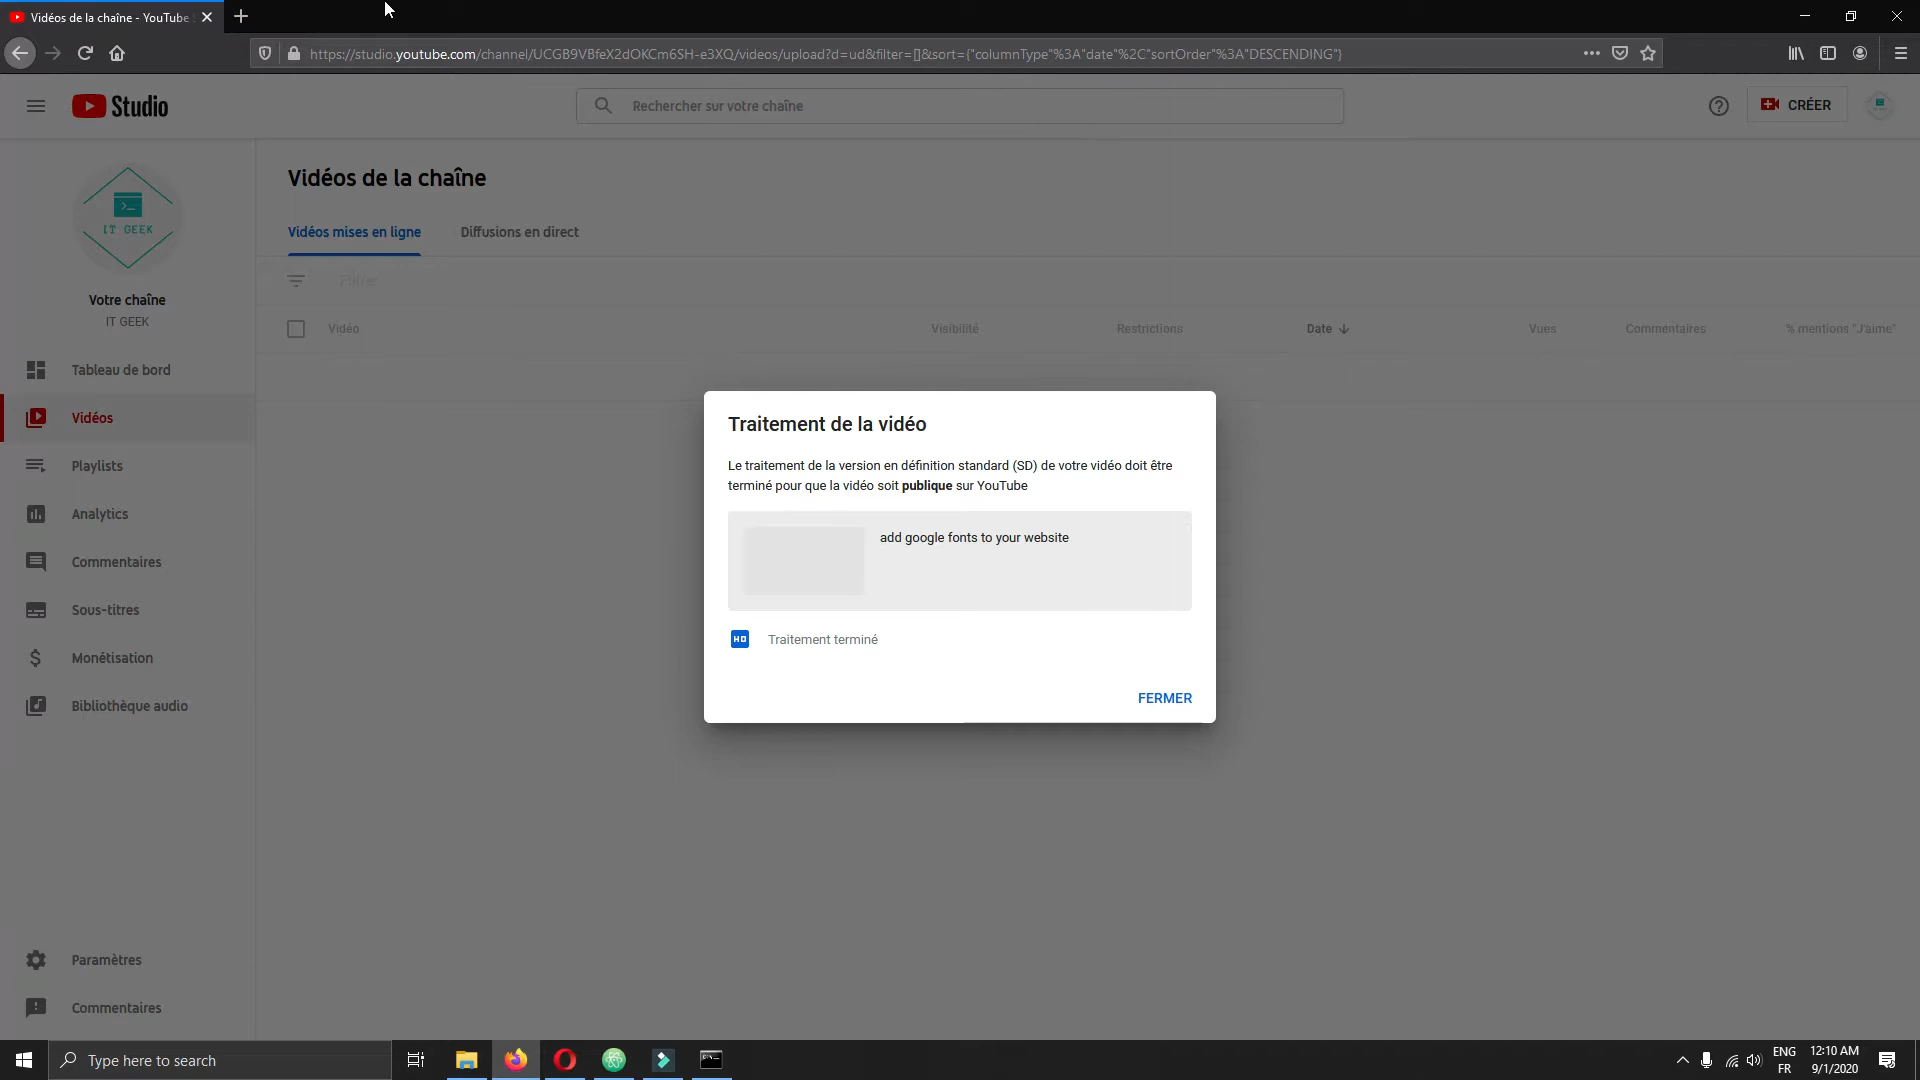 Vidéos de la chaîne - YouTube
https://studio.youtube.com/channel/UCGB9VBfeX2dOKCm6SH-e3XQ/videos/upload?d=ud&filter=[]&sort={"columnType"%3A"date"%2C"sortOrder"%3A"DESCENDING"}
Studio
Rechercher sur votre chaîne
CRÉER
IT GEEK
Votre chaîne
IT GEEK
Tableau de bord
Vidéos
Playlists
Analytics
Commentaires
Sous-titres
Monétisation
Bibliothèque audio
Paramètres
Commentaires
Vidéos de la chaîne
Vidéos mises en ligne
Diffusions en direct
Filtrer
Vidéo
Visibilité
Restrictions
Date
Vues
Commentaires
% mentions "J'aime"
Traitement de la vidéo
Le traitement de la version en définition standard (SD) de votre vidéo doit être
terminé pour que la vidéo soit publique sur YouTube
add google fonts to your website
HD
Traitement terminé
FERMER
Type here to search
ENG
FR
12:10 AM
9/1/2020